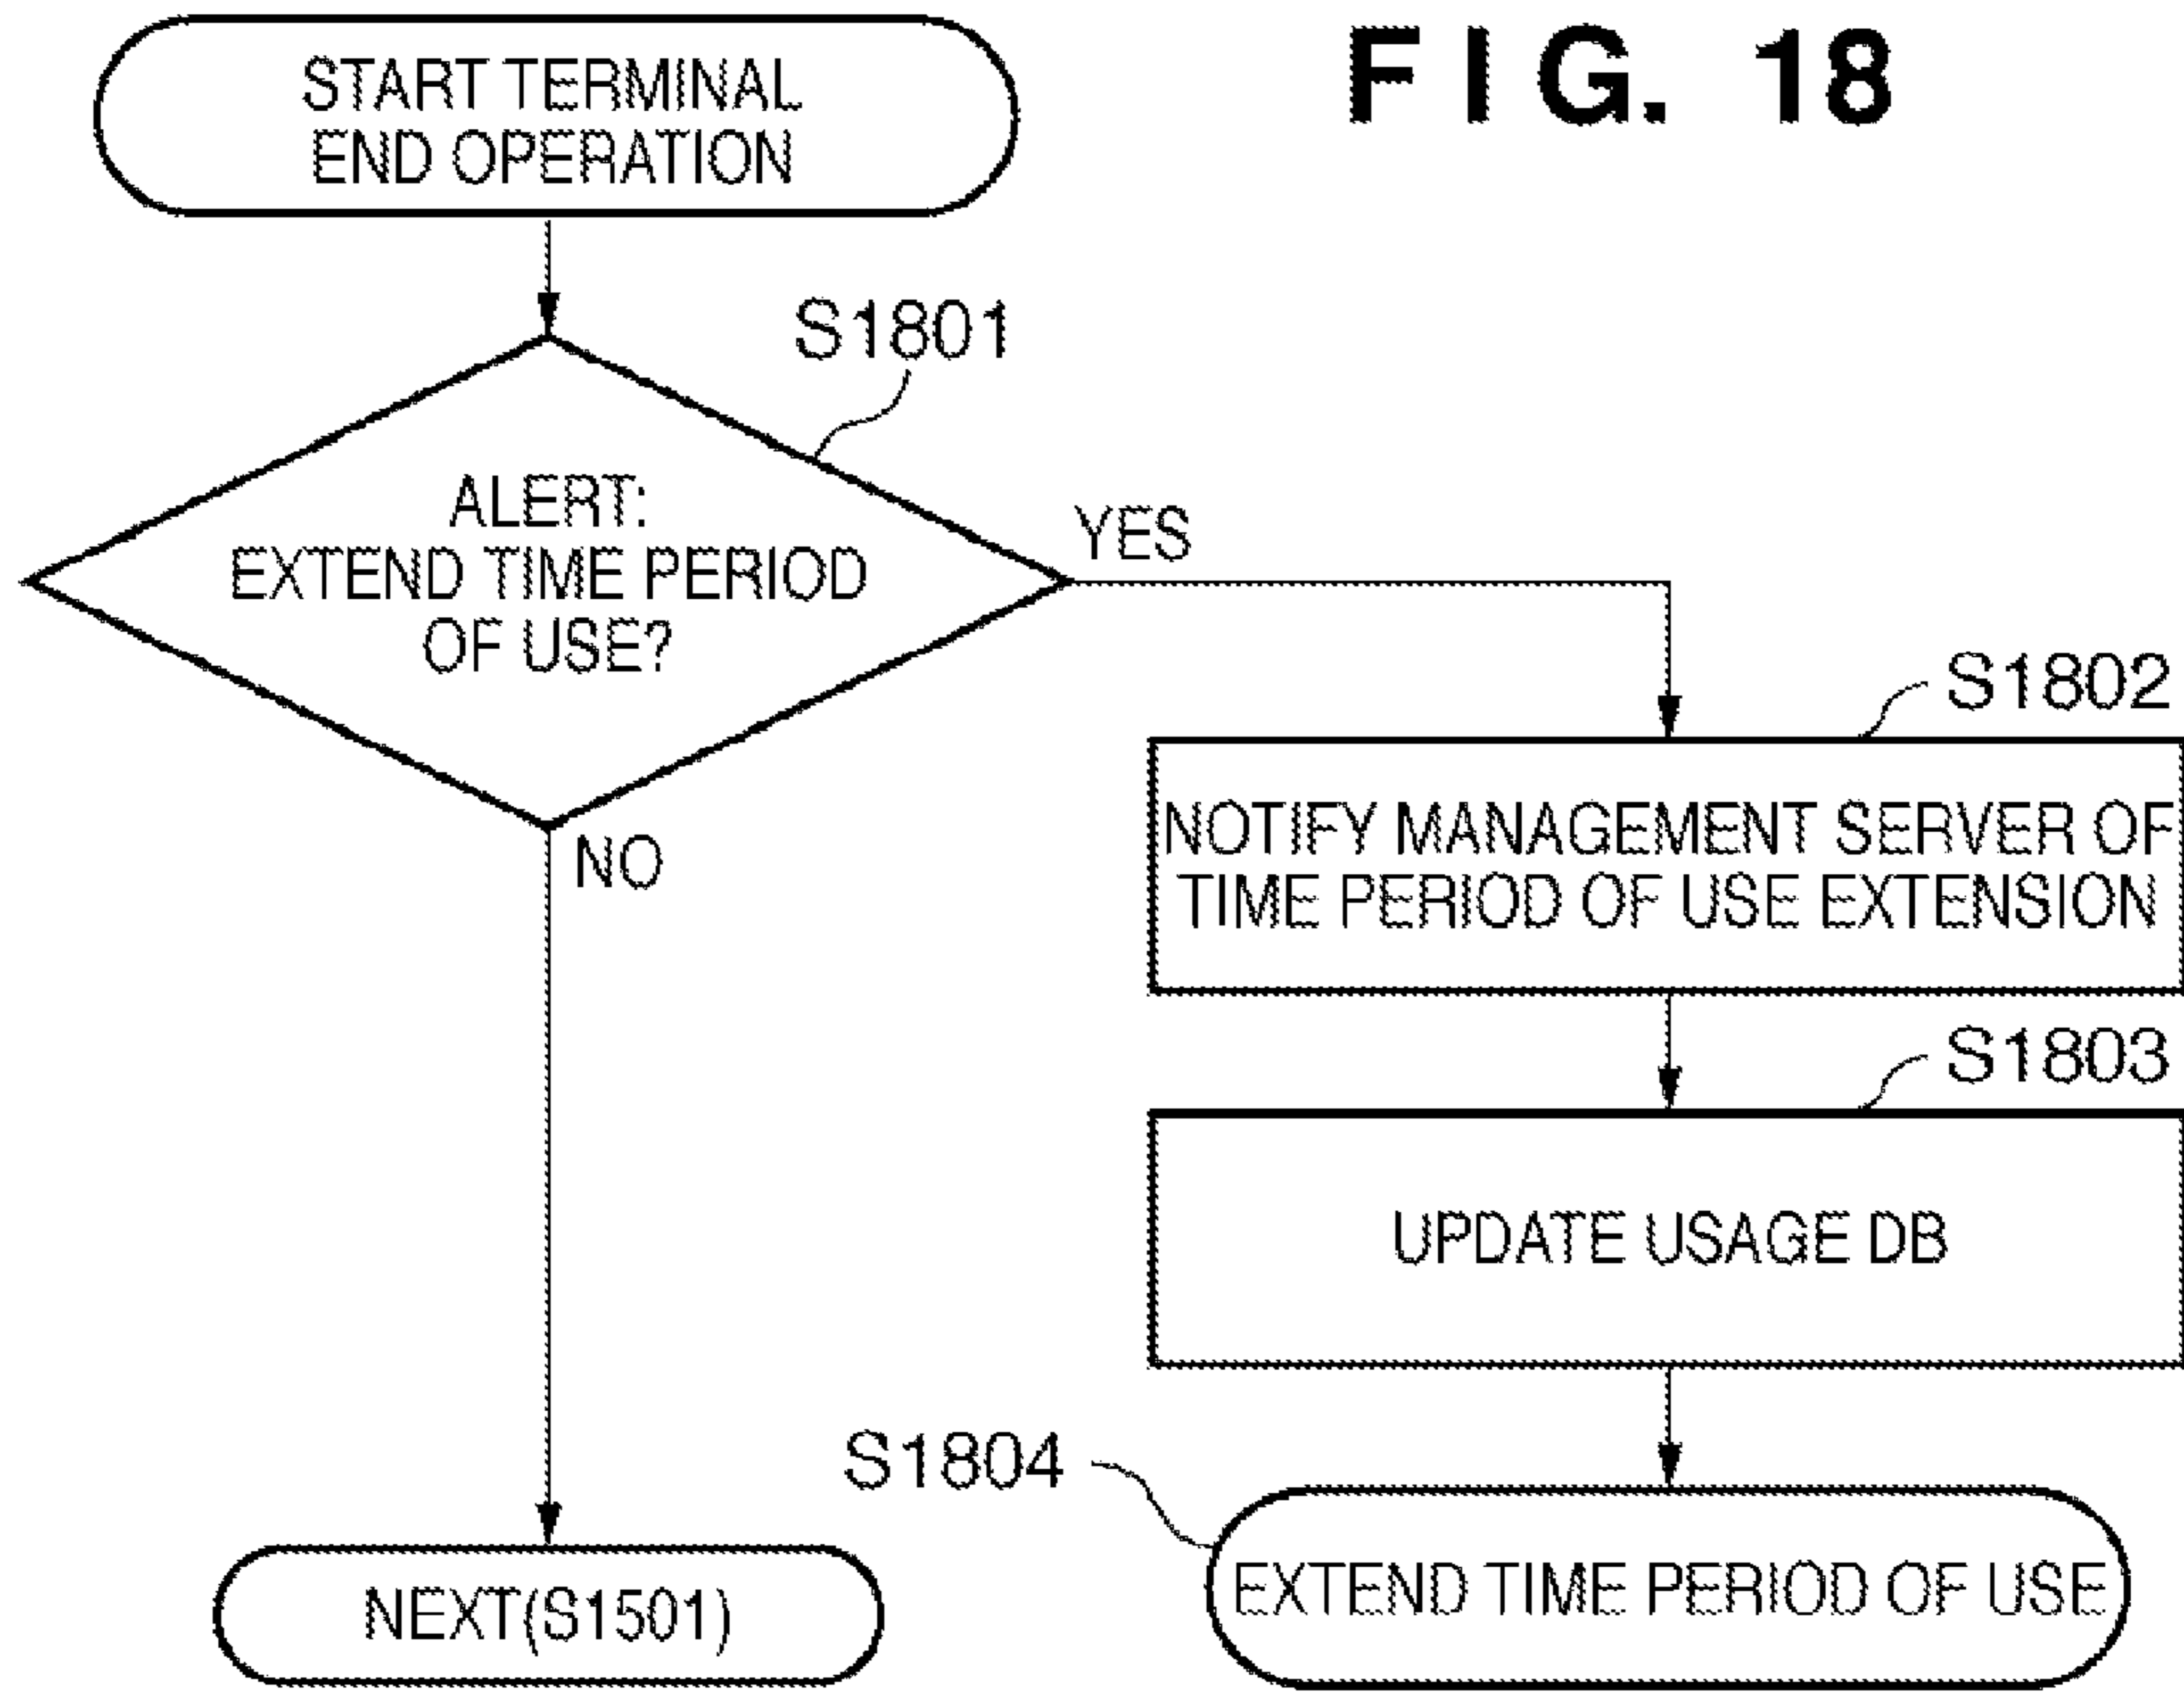 FIG. 18
START TERMINAL
END OPERATION
S1801
ALERT:
EXTEND TIME PERIOD
OF USE?
YES
NO
S1802
NOTIFY MANAGEMENT SERVER OF
TIME PERIOD OF USE EXTENSION
S1803
UPDATE USAGE DB
S1804
EXTEND TIME PERIOD OF USE
NEXT(S1501)